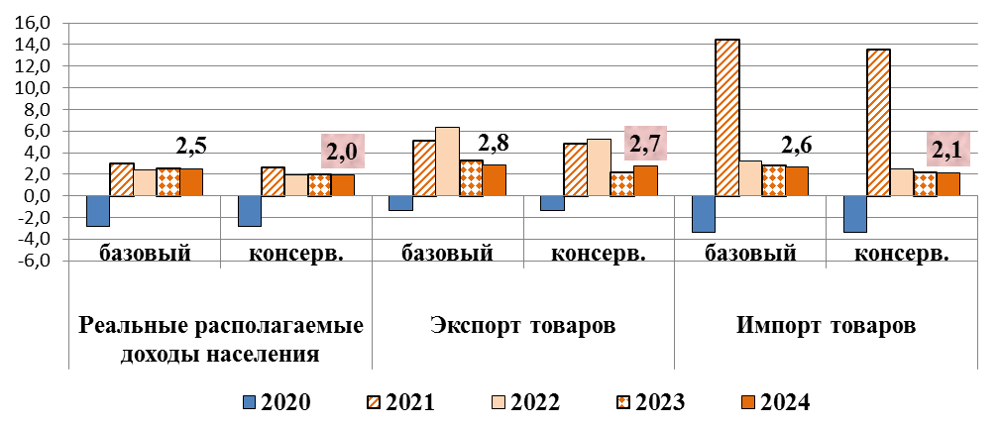 16,0
14,0
12,0
10,0
8,0
6,0
4,0
2,0
0,0
-2,0
-4,0
-6,0
2,5
2,0
2,8
2,7
2,6
2,1
базовый
консерв.
базовый
консерв.
базовый
консерв.
Реальные располагаемые
доходы населения
Экспорт товаров
Импорт товаров
2020
2021
2022
2023
2024